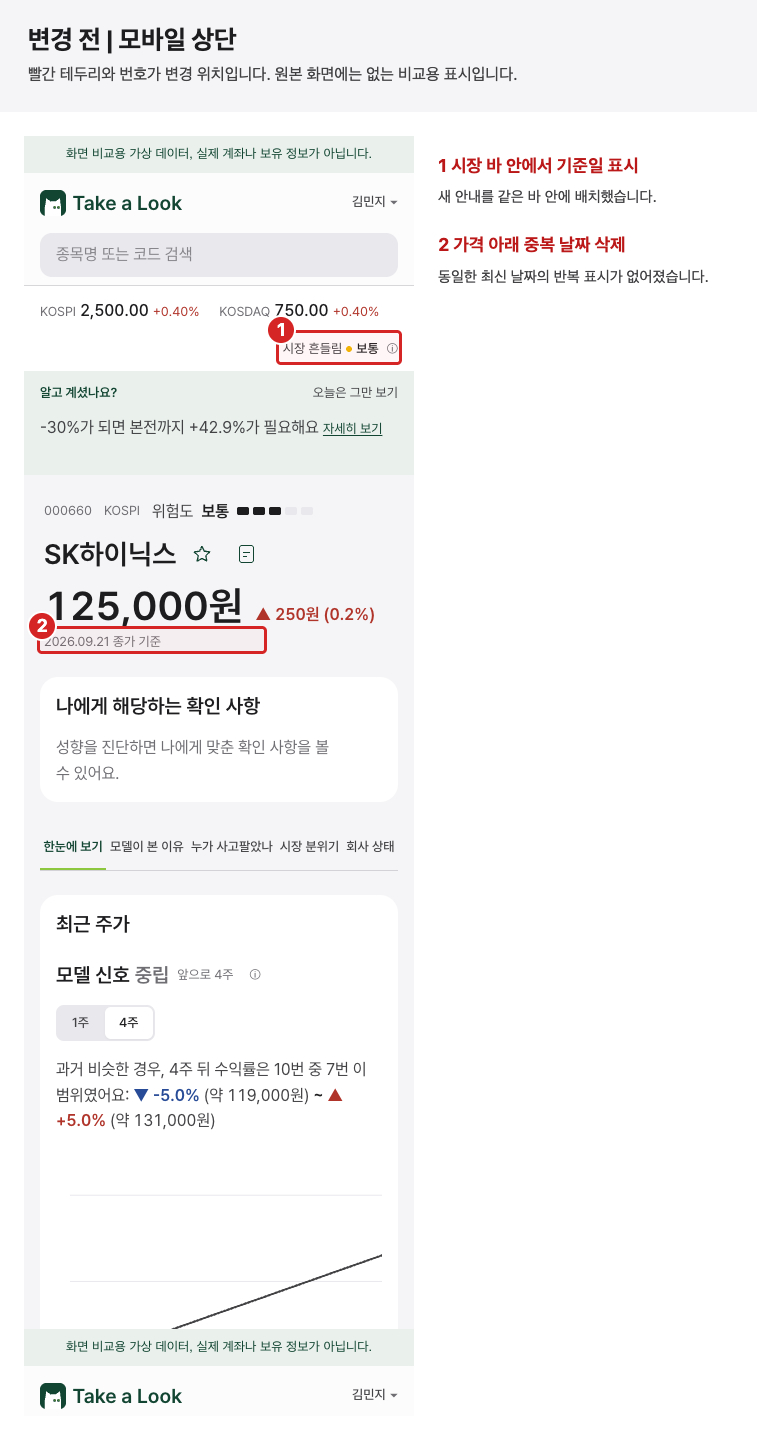 변경 전 | 모바일 상단
빨간 테두리와 번호가 변경 위치입니다. 원본 화면에는 없는 비교용 표시입니다.
화면 비교용 가상 데이터, 실제 계좌나 보유 정보가 아닙니다.
Take a Look
김민지
종목명 또는 코드 검색
KOSPI 2,500.00 +0.40% KOSDAQ 750.00 +0.40%
1
시장 흔들림 보통
알고 계셨나요?
오늘은 그만 보기
-30%가 되면 본전까지 +42.9%가 필요해요 자세히 보기
000660 KOSPI 위험도 보통
SK하이닉스
125,000원 ▲ 250원 (0.2%)
2
2026.09.21 종가 기준
나에게 해당하는 확인 사항
성향을 진단하면 나에게 맞춘 확인 사항을 볼
수 있어요.
한눈에 보기 모델이 본 이유 누가 사고팔았나 시장 분위기 회사 상태
최근 주가
모델 신호 중립 앞으로 4주
1주 4주
과거 비슷한 경우, 4주 뒤 수익률은 10번 중 7번 이
범위였어요: ▼ -5.0% (약 119,000원) ~ ▲
+5.0% (약 131,000원)
화면 비교용 가상 데이터, 실제 계좌나 보유 정보가 아닙니다.
Take a Look
김민지
1 시장 바 안에서 기준일 표시
새 안내를 같은 바 안에 배치했습니다.
2 가격 아래 중복 날짜 삭제
동일한 최신 날짜의 반복 표시가 없어졌습니다.